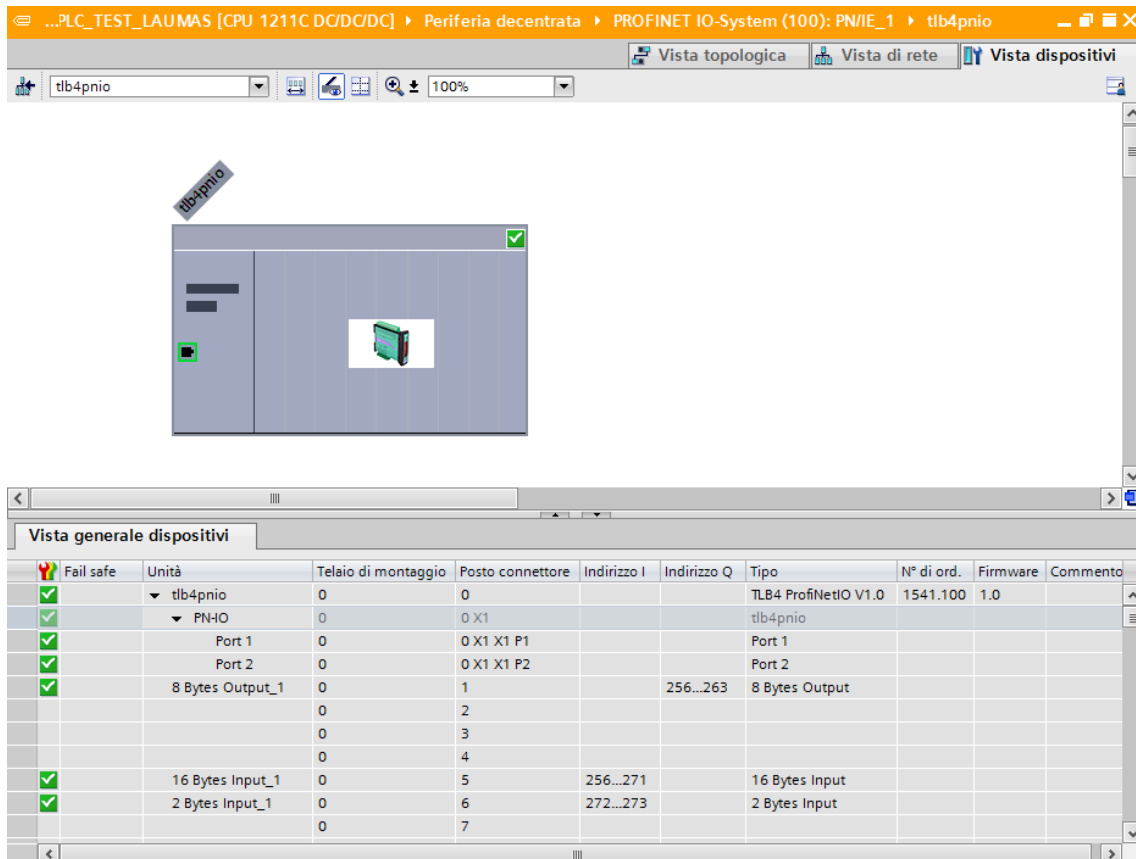 ...PLC_TEST_LAUMAS [CPU 1211C DC/DC/DC] Periferia decentrata PROFINET IO-System (100): PN/IE_1 tlb4pnio
Vista topologica Vista di rete Vista dispositivi
tlb4pnio 100%
tlb4pnio
Vista generale dispositivi
Fail safe Unità Telaio di montaggio Posto connettore Indirizzo I Indirizzo Q Tipo N° di ord. Firmware Commento
tlb4pnio 0 0 TLB4 ProfiNetIO V1.0 1541.100 1.0
PN-IO 0 0 X1 tlb4pnio
Port 1 0 0 X1 X1 P1 Port 1
Port 2 0 0 X1 X1 P2 Port 2
8 Bytes Output_1 0 1 256...263 8 Bytes Output
0 2
0 3
0 4
16 Bytes Input_1 0 5 256...271 16 Bytes Input
2 Bytes Input_1 0 6 272...273 2 Bytes Input
0 7